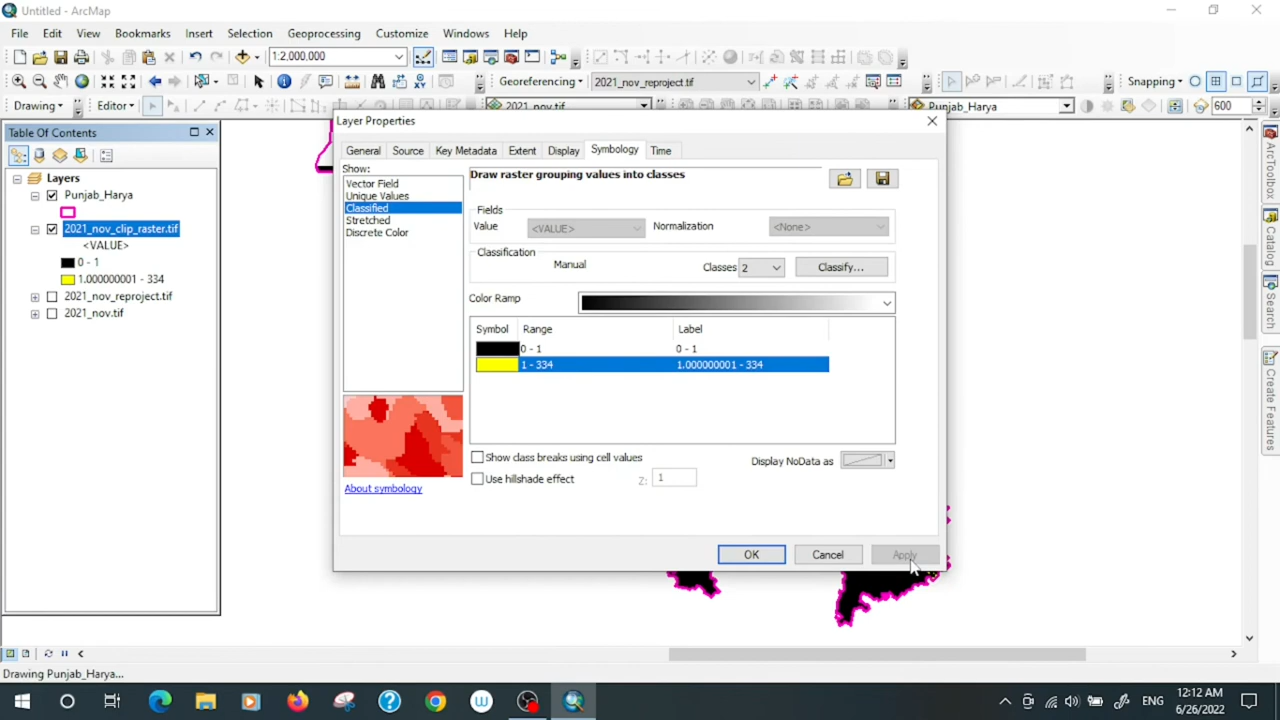 Untitled - ArcMap
File Edit View Bookmarks Insert Selection Geoprocessing Customize Windows Help
1:2,000,000
Georeferencing 2021_nov_reproject.tif Snapping
Drawing Editor 2021_nov.tif Punjab_Harya 600
Table Of Contents
Layers
Punjab_Harya
2021_nov_clip_raster.tif
<VALUE>
0 - 1
1.000000001 - 334
2021_nov_reproject.tif
2021_nov.tif
Layer Properties
General Source Key Metadata Extent Display Symbology Time
Show:
Vector Field
Unique Values
Classified
Stretched
Discrete Color
About symbology
Draw raster grouping values into classes
Fields
Value <VALUE> Normalization <None>
Classification
Manual Classes 2 Classify...
Color Ramp
Symbol Range Label
0 - 1 0 - 1
1 - 334 1.000000001 - 334
Show class breaks using cell values Display NoData as
Use hillshade effect Z: 1
OK Cancel Apply
ArcToolbox
Catalog
Search
Create Features
Drawing Punjab_Harya...
ENG
12:12 AM
6/26/2022